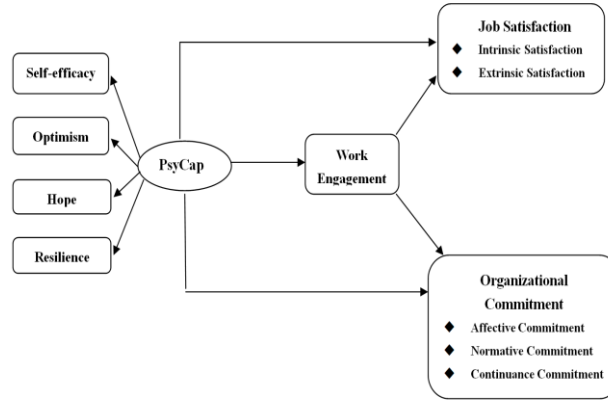 Job Satisfaction
◆ Intrinsic Satisfaction
◆ Extrinsic Satisfaction
Self-efficacy
Optimism
Hope
Resilience
PsyCap
Work
Engagement
Organizational
Commitment
◆ Affective Commitment
◆ Normative Commitment
◆ Continuance Commitment